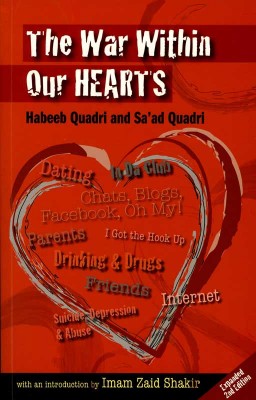 The War Within
Our HEARTS
Habeeb Quadri and Sa'ad Quadri
Dating
In Da Club
Chats, Blogs,
Facebook, Oh My!
Parents
I Got the Hook Up
Drinking & Drugs
Friends
Internet
Suicide, Depression
& Abuse
Expanded
2nd Edition
with an introduction by Imam Zaid Shakir